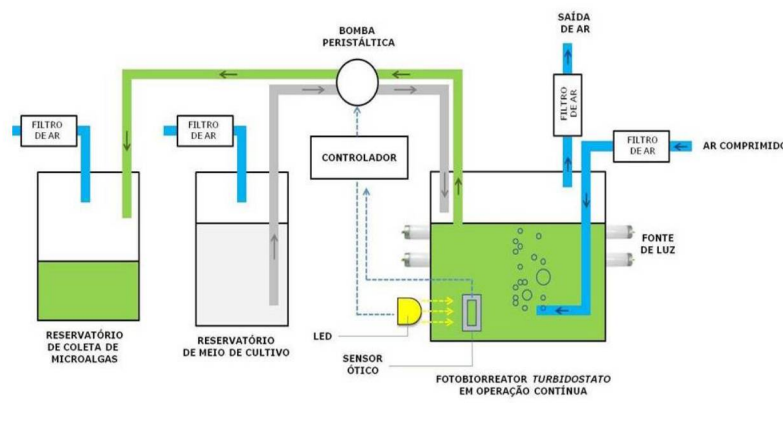 SAÍDA
DE AR
BOMBA
PERISTÁLTICA
FILTRO
DE AR
FILTRO
DE AR
FILTRO
DE AR
FILTRO
DE AR
AR COMPRIMIDO
CONTROLADOR
FONTE
DE LUZ
LED
SENSOR
ÓTICO
RESERVATÓRIO
DE COLETA DE
MICROALGAS
RESERVATÓRIO
DE MEIO DE CULTIVO
FOTOBIORREATOR TURBIDOSTATO
EM OPERAÇÃO CONTÍNUA